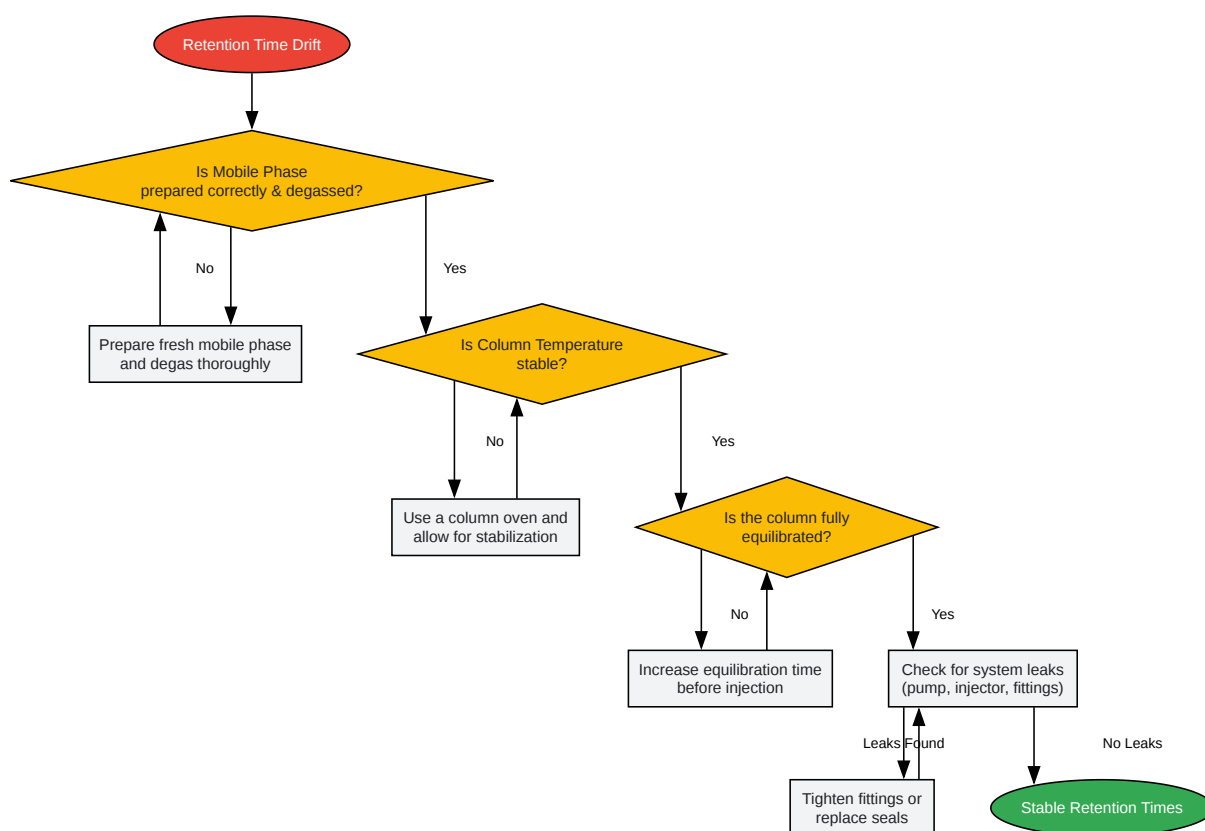 Retention Time Drift
Is Mobile Phase
prepared correctly & degassed?
No
Yes
Prepare fresh mobile phase
and degas thoroughly
Is Column Temperature
stable?
No
Yes
Use a column oven and
allow for stabilization
Is the column fully
equilibrated?
No
Yes
Increase equilibration time
before injection
Check for system leaks
(pump, injector, fittings)
Leaks Found
No Leaks
Tighten fittings or
replace seals
Stable Retention Times